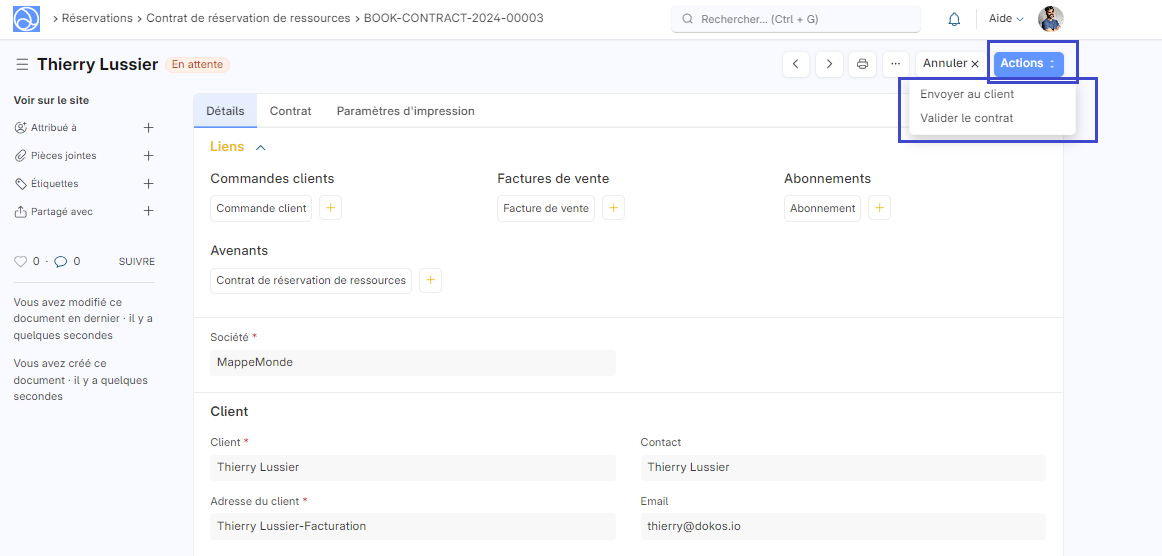 Réservations
Contrat de réservation de ressources
BOOK-CONTRACT-2024-00003
Rechercher... (Ctrl + G)
Aide
Thierry Lussier
En attente
Annuler
Actions
Envoyer au client
Valider le contrat
Voir sur le site
Attribué à
Pièces jointes
Étiquettes
Partagé avec
0 · 0
SUIVRE
Vous avez modifié ce
document en dernier · il y a
quelques secondes
Vous avez créé ce
document · il y a quelques
secondes
Détails
Contrat
Paramètres d'impression
Liens
Commandes clients
Factures de vente
Abonnements
Commande client
Facture de vente
Abonnement
Avenants
Contrat de réservation de ressources
Société *
MappeMonde
Client
Client *
Thierry Lussier
Contact
Thierry Lussier
Adresse du client *
Thierry Lussier-Facturation
Email
thierry@dokos.io